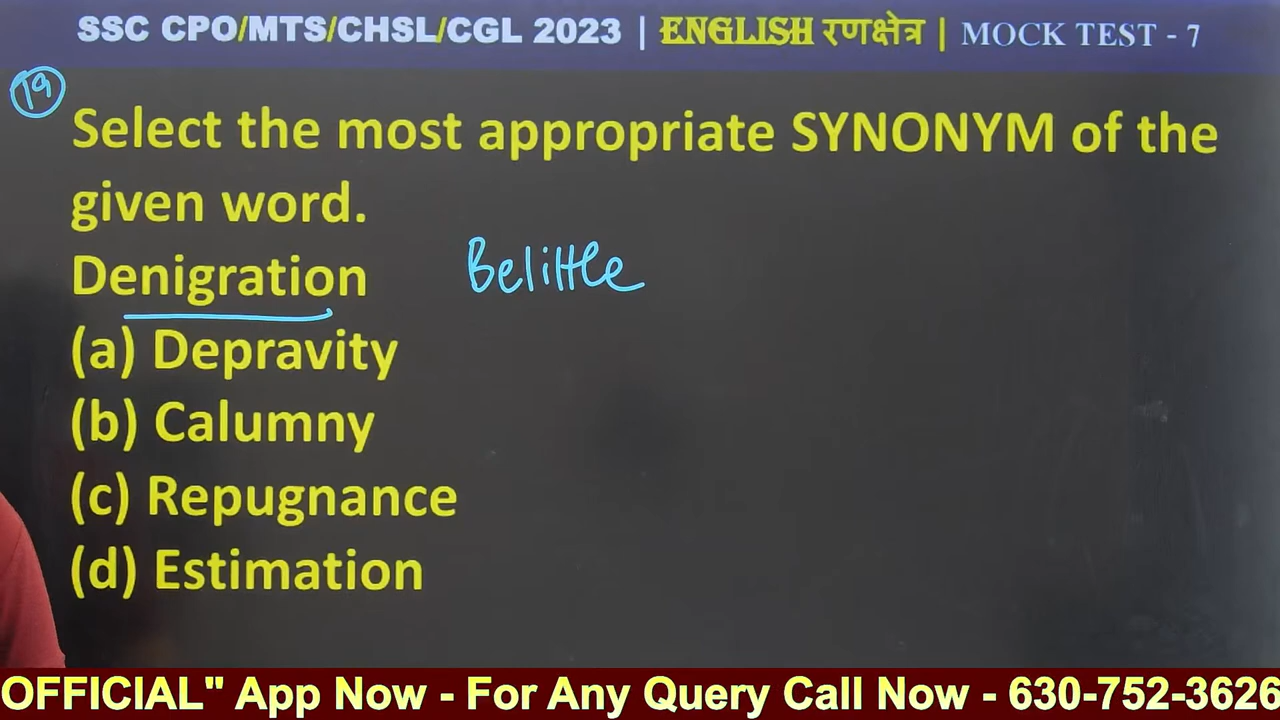 SSC CPO/MTS/CHSL/CGL 2023 | ENGLISH रणक्षेत्र | MOCK TEST - 7
19
Select the most appropriate SYNONYM of the
given word.
Denigration Belittle
(a) Depravity
(b) Calumny
(c) Repugnance
(d) Estimation
OFFICIAL" App Now - For Any Query Call Now - 630-752-3626